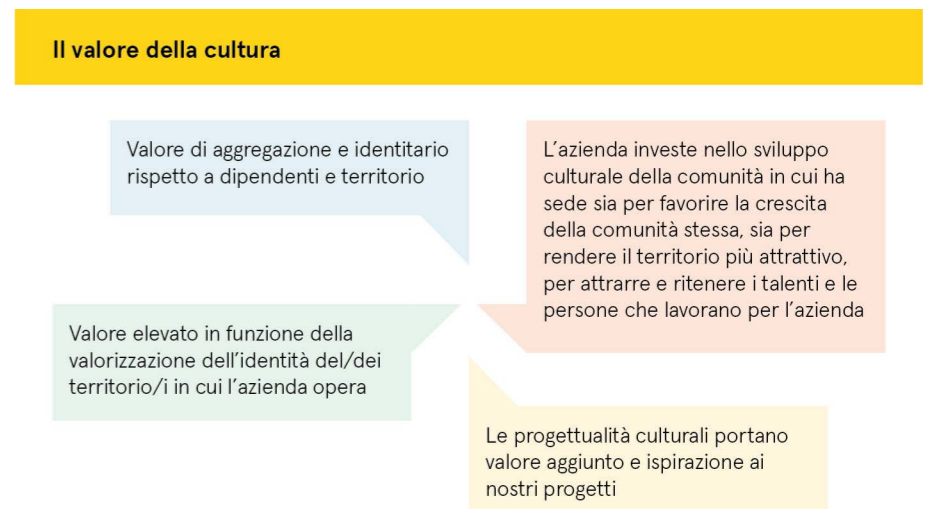 Il valore della cultura
Valore di aggregazione e identitario
rispetto a dipendenti e territorio
L’azienda investe nello sviluppo
culturale della comunità in cui ha
sede sia per favorire la crescita
della comunità stessa, sia per
rendere il territorio più attrattivo,
per attrarre e ritenere i talenti e le
persone che lavorano per l’azienda
Valore elevato in funzione della
valorizzazione dell’identità del/dei
territorio/i in cui l’azienda opera
Le progettualità culturali portano
valore aggiunto e ispirazione ai
nostri progetti